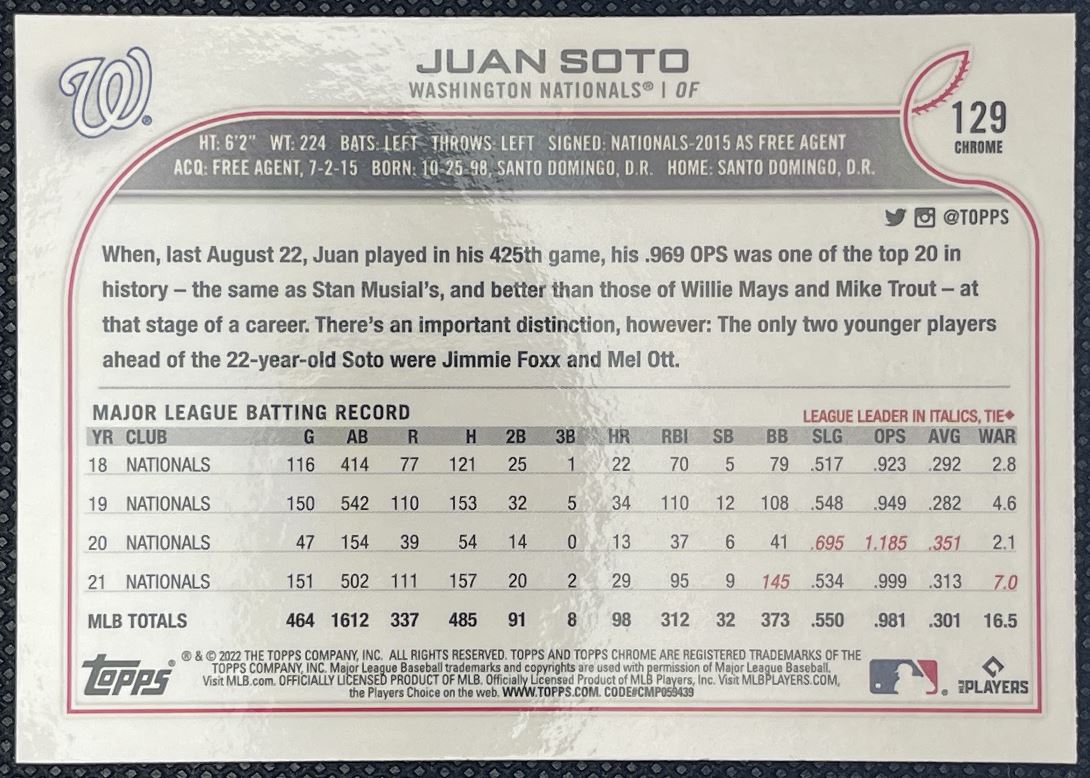 JUAN SOTO
WASHINGTON NATIONALS® | OF
129
CHROME
HT: 6'2" WT: 224 BATS: LEFT THROWS: LEFT SIGNED: NATIONALS-2015 AS FREE AGENT
ACQ: FREE AGENT, 7-2-15 BORN: 10-25-98, SANTO DOMINGO, D.R. HOME: SANTO DOMINGO, D.R.
@TOPPS
When, last August 22, Juan played in his 425th game, his .969 OPS was one of the top 20 in
history – the same as Stan Musial's, and better than those of Willie Mays and Mike Trout – at
that stage of a career. There's an important distinction, however: The only two younger players
ahead of the 22-year-old Soto were Jimmie Foxx and Mel Ott.
MAJOR LEAGUE BATTING RECORD LEAGUE LEADER IN ITALICS, TIE◆
YR CLUB G AB R H 2B 3B HR RBI SB BB SLG OPS AVG WAR
18 NATIONALS 116 414 77 121 25 1 22 70 5 79 .517 .923 .292 2.8
19 NATIONALS 150 542 110 153 32 5 34 110 12 108 .548 .949 .282 4.6
20 NATIONALS 47 154 39 54 14 0 13 37 6 41 .695 1.185 .351 2.1
21 NATIONALS 151 502 111 157 20 2 29 95 9 145 .534 .999 .313 7.0
MLB TOTALS 464 1612 337 485 91 8 98 312 32 373 .550 .981 .301 16.5
Topps
® & © 2022 THE TOPPS COMPANY, INC. ALL RIGHTS RESERVED. TOPPS AND TOPPS CHROME ARE REGISTERED TRADEMARKS OF THE
TOPPS COMPANY, INC. Major League Baseball trademarks and copyrights are used with permission of Major League Baseball.
Visit MLB.com. OFFICIALLY LICENSED PRODUCT OF MLB. Officially Licensed Product of MLB Players, Inc. Visit MLBPLAYERS.COM,
the Players Choice on the web. WWW.TOPPS.COM. CODE#CMP059439
MLB PLAYERS